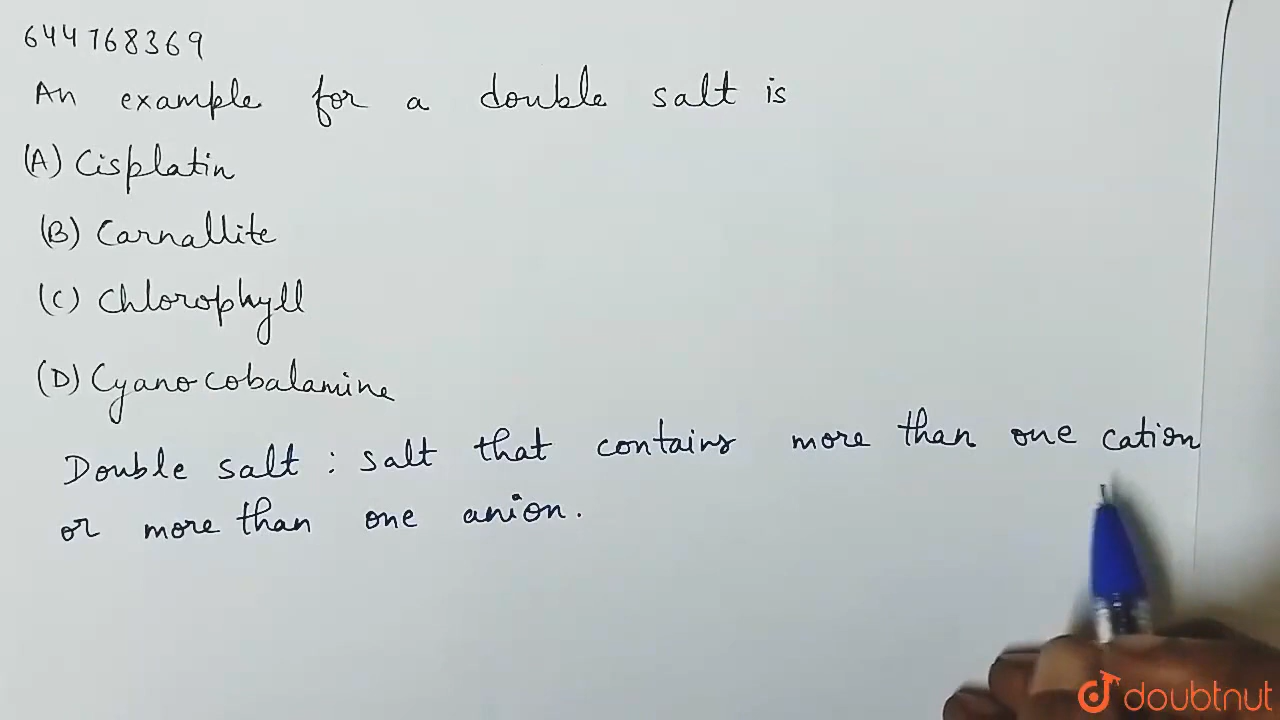 644768369
An example for a double salt is
(A) Cisplatin
(B) Carnallite
(C) Chlorophyll
(D) Cyanocobalamine
Double salt : salt that contains more than one cation
or more than one anion.
doubtnut